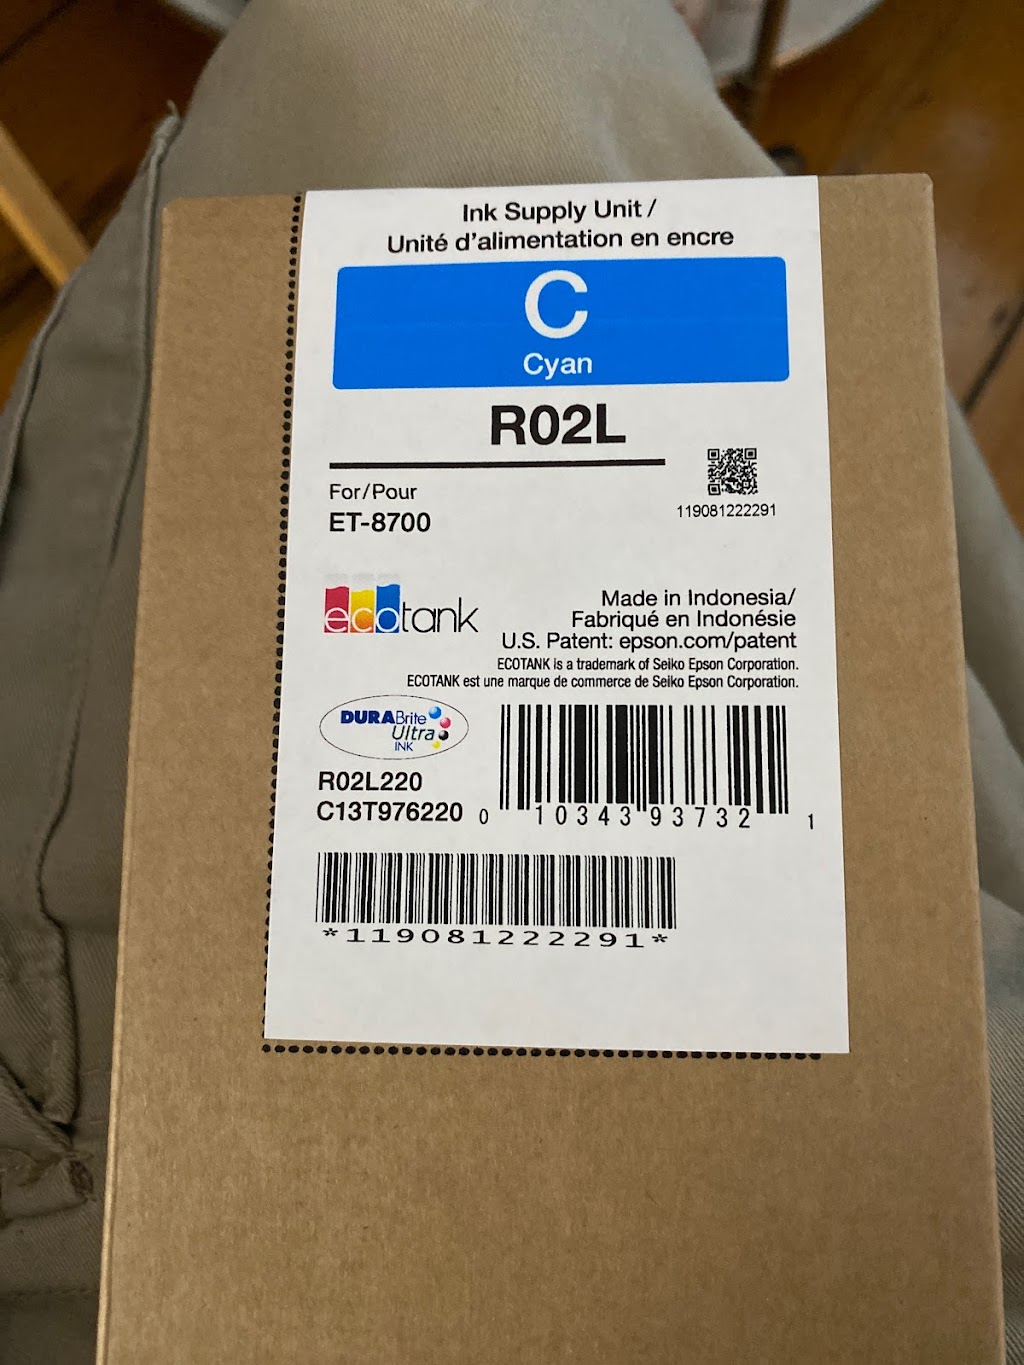 Ink Supply Unit /
Unité d'alimentation en encre
C
Cyan
R02L
For/Pour
ET-8700
119081222291
ecotank
Made in Indonesia/
Fabriqué en Indonésie
U.S. Patent: epson.com/patent
ECOTANK is a trademark of Seiko Epson Corporation.
ECOTANK est une marque de commerce de Seiko Epson Corporation.
DURABrite
Ultra
INK
R02L220
C13T976220
0 10343 93732 1
*119081222291*